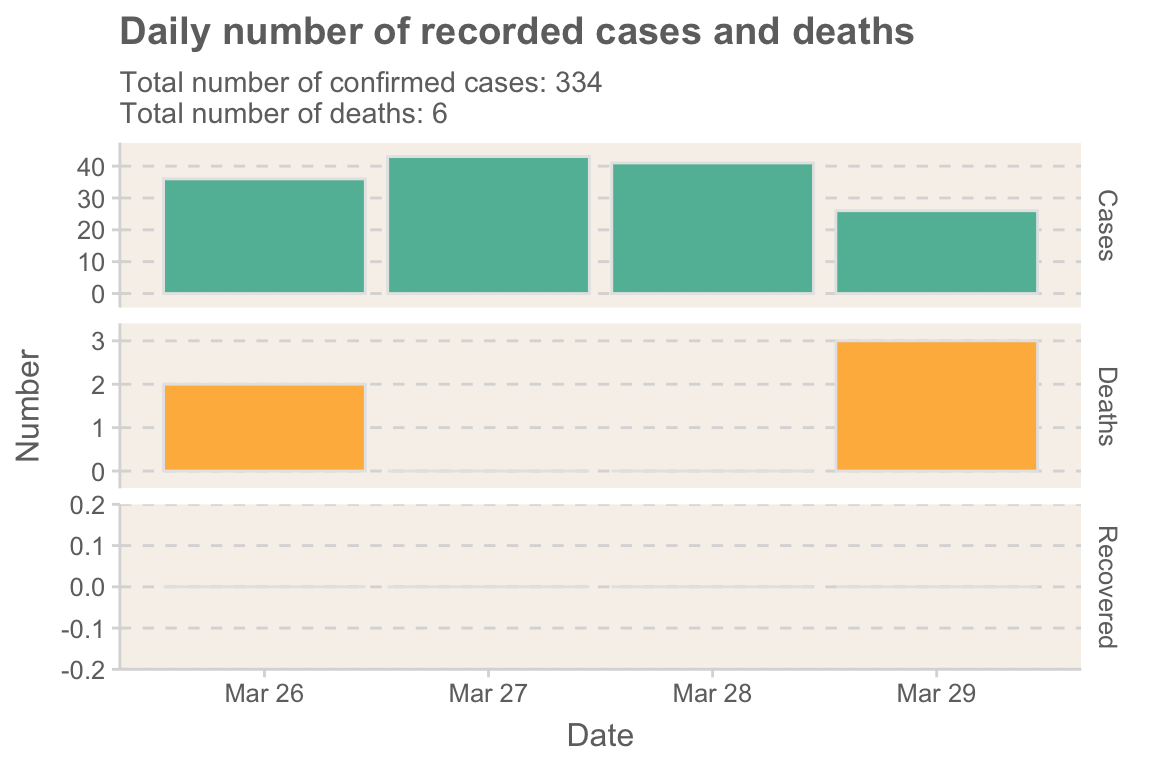 Daily number of recorded cases and deaths
Total number of confirmed cases: 334
Total number of deaths: 6
40
30
20
10
0
Cases
3
2
1
0
Deaths
Number
0.2
0.1
0.0
-0.1
-0.2
Recovered
Mar 26 Mar 27 Mar 28 Mar 29
Date